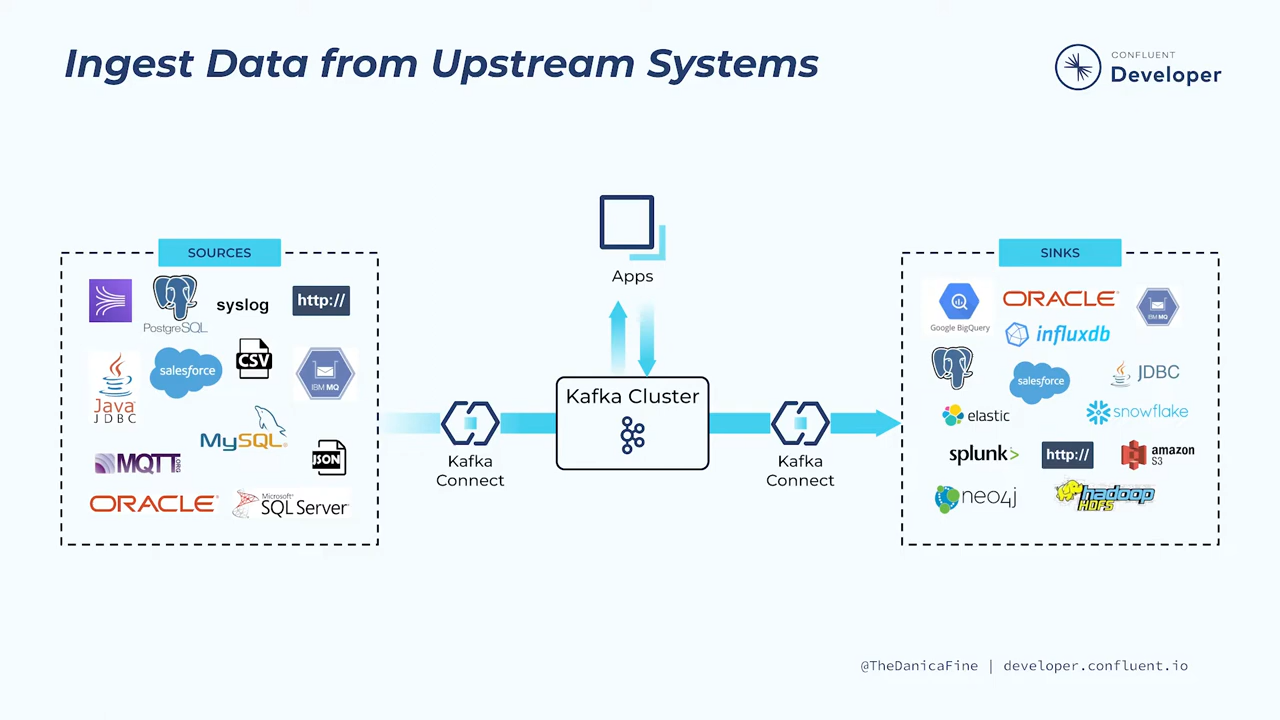 Ingest Data from Upstream Systems
CONFLUENT
Developer
SOURCES
PostgreSQL
syslog
http://
Java
JDBC
salesforce
CSV
IBM MQ
MySQL
MQTT.ORG
JSON
ORACLE
Microsoft
SQL Server
Kafka
Connect
Apps
Kafka Cluster
Kafka
Connect
SINKS
Google BigQuery
ORACLE
IBM MQ
influxdb
salesforce
JDBC
elastic
snowflake
splunk>
http://
amazon
S3
neo4j
hadoop
HDFS
@TheDanicaFine | developer.confluent.io